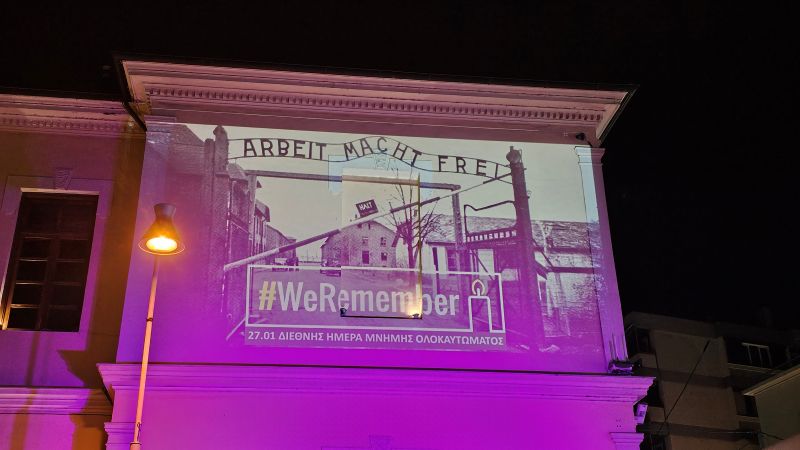 ARBEIT MACHT FREI
HALT
#WeRemember
27.01 ΔΙΕΘΝΗΣ ΗΜΕΡΑ ΜΝΗΜΗΣ ΟΛΟΚΑΥΤΩΜΑΤΟΣ